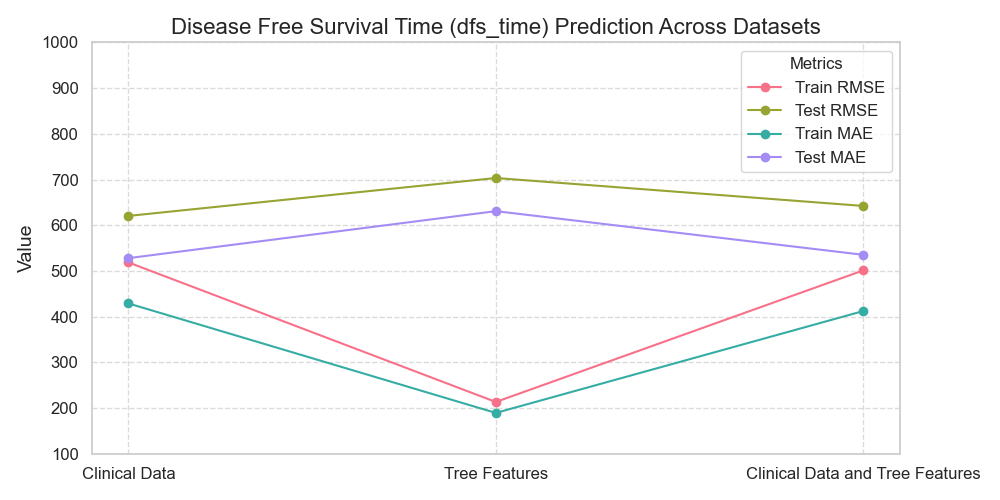 Disease Free Survival Time (dfs_time) Prediction Across Datasets
Value
1000
900
800
700
600
500
400
300
200
100
Metrics
Train RMSE
Test RMSE
Train MAE
Test MAE
Clinical Data
Tree Features
Clinical Data and Tree Features